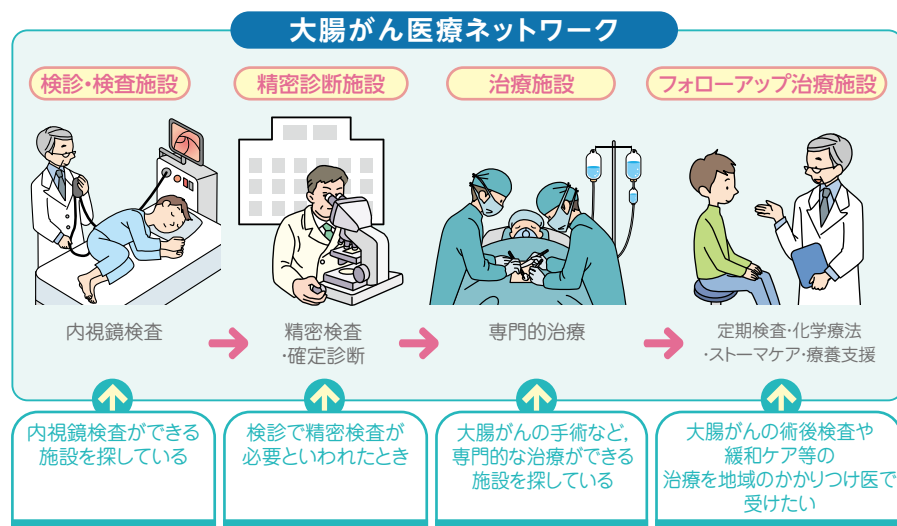 大腸がん医療ネットワーク
検診・検査施設
精密診断施設
治療施設
フォローアップ治療施設
内視鏡検査
精密検査
・確定診断
専門的治療
定期検査・化学療法
・ストーマケア・療養支援
内視鏡検査ができる
施設を探している
検診で精密検査が
必要といわれたとき
大腸がんの手術など,
専門的な治療ができる
施設を探している
大腸がんの術後検査や
緩和ケア等の
治療を地域のかかりつけ医で
受けたい